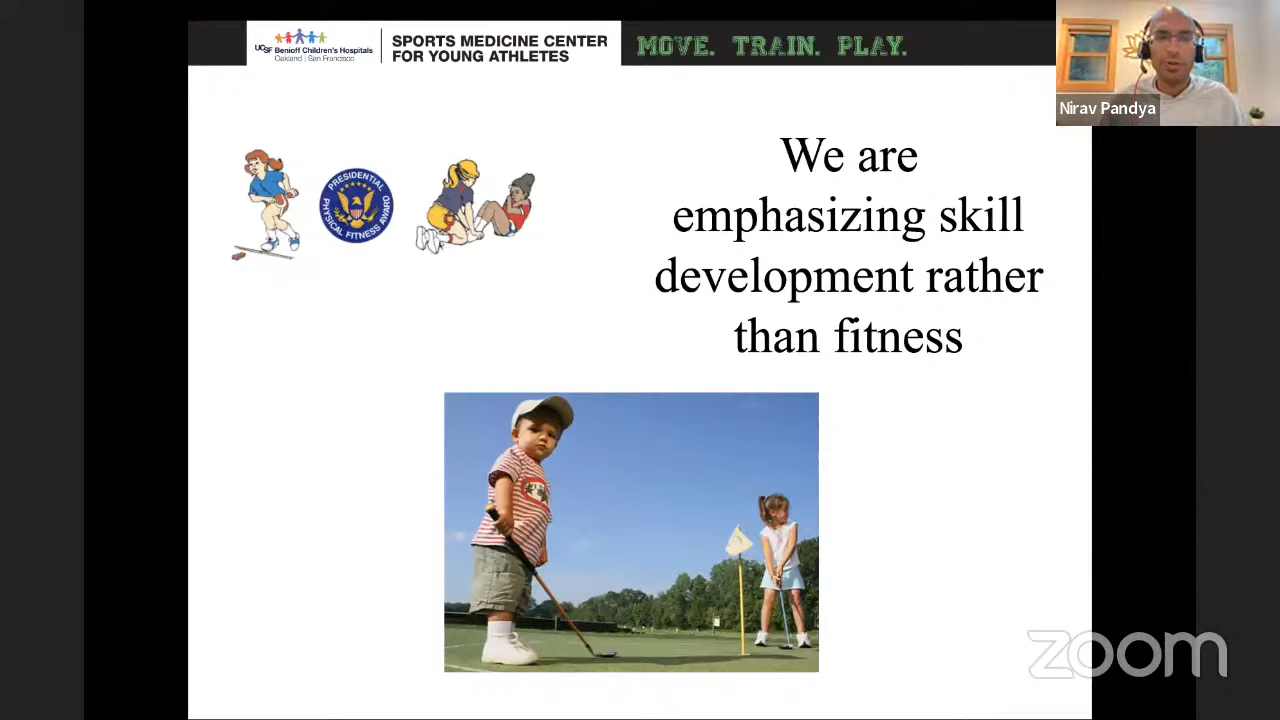 UCSF Benioff Children's Hospitals
Oakland | San Francisco
SPORTS MEDICINE CENTER
FOR YOUNG ATHLETES
MOVE. TRAIN. PLAY.
Nirav Pandya
PRESIDENTIAL
PHYSICAL FITNESS AWARD
We are
emphasizing skill
development rather
than fitness
zoom